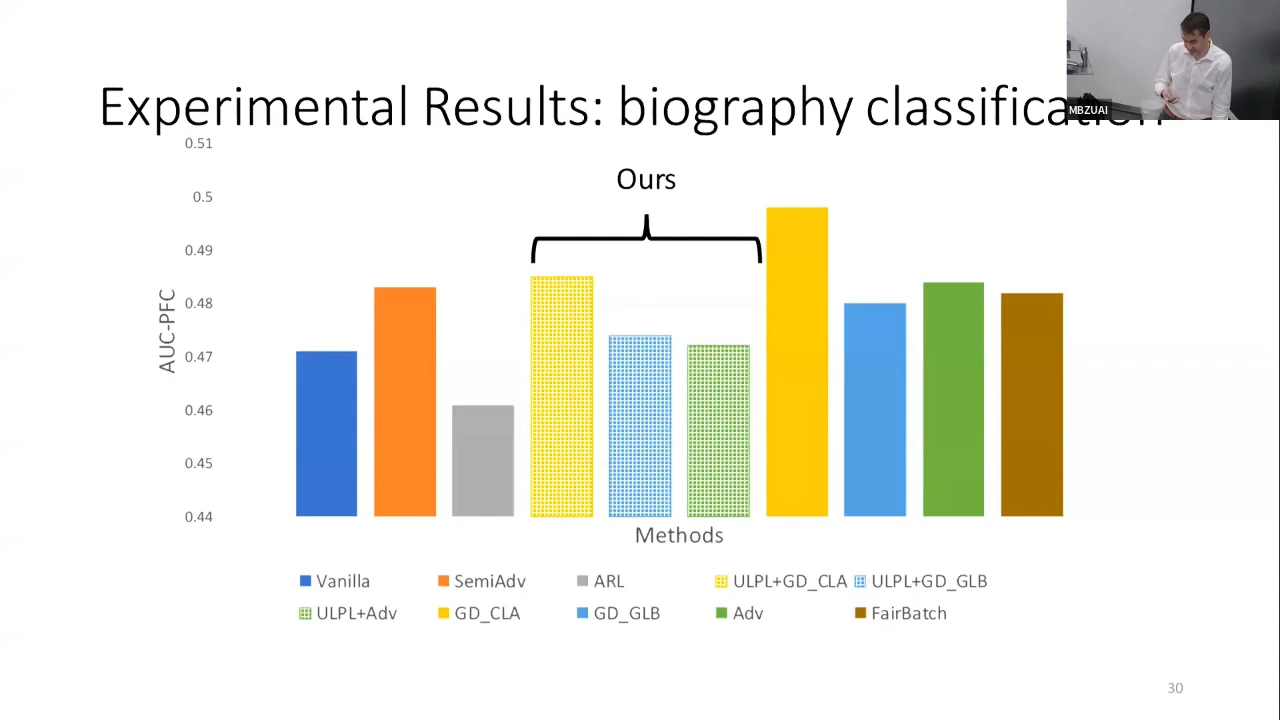 MBZUAI
Experimental Results: biography classification
0.51
0.5
0.49
0.48
0.47
0.46
0.45
0.44
AUC-PFC
Ours
Methods
Vanilla SemiAdv ARL ULPL+GD_CLA ULPL+GD_GLB
ULPL+Adv GD_CLA GD_GLB Adv FairBatch
30